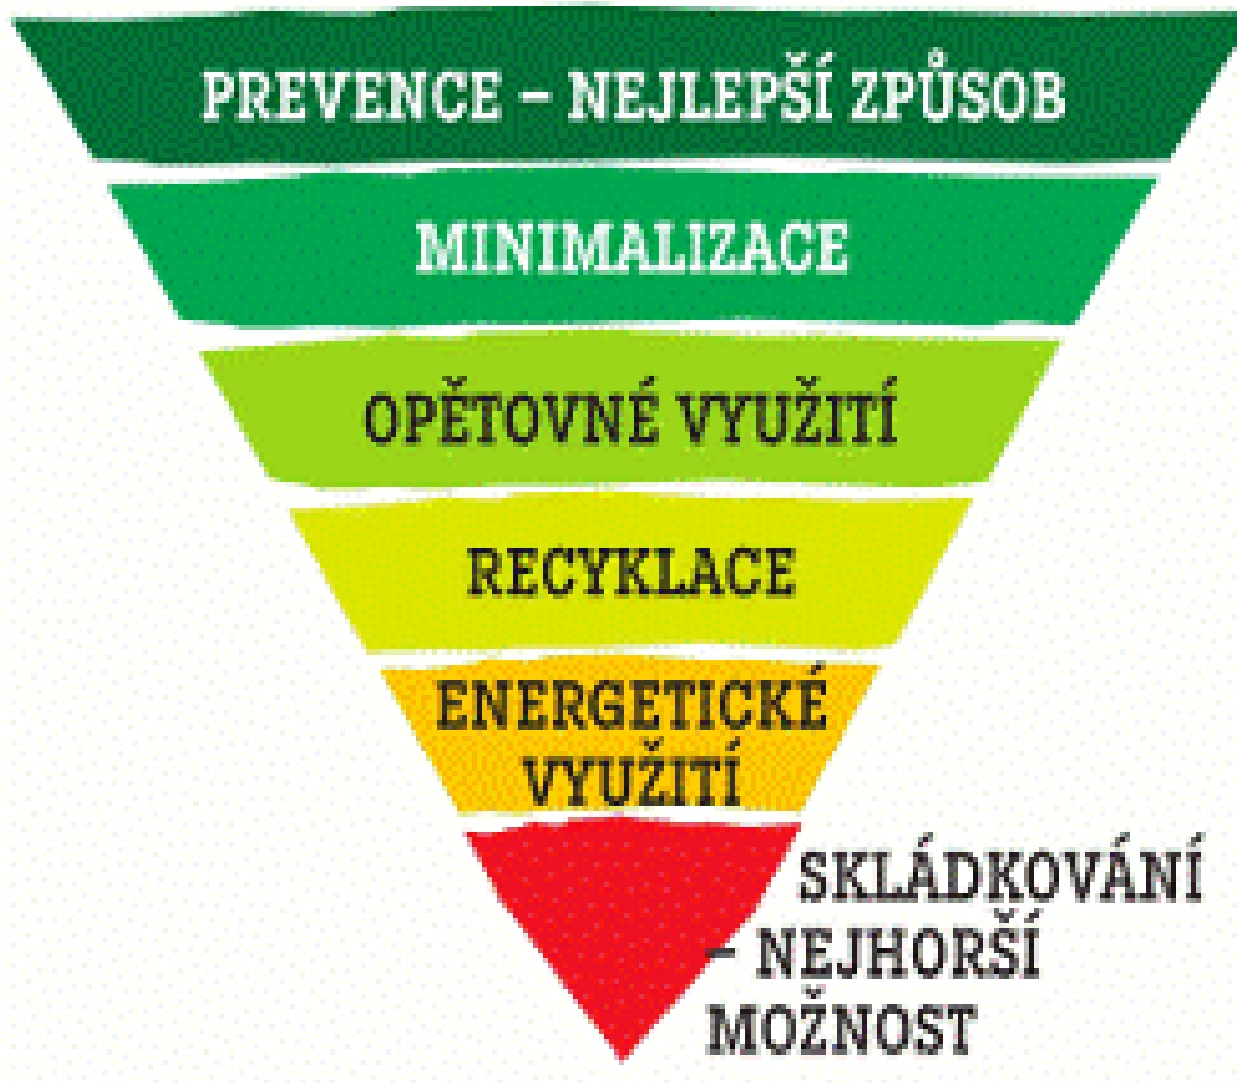 PREVENCE – NEJLEPŠÍ ZPŮSOB
MINIMALIZACE
OPĚTOVNÉ VYUŽITÍ
RECYKLACE
ENERGETICKÉ
VYUŽITÍ
SKLÁDKOVÁNÍ
– NEJHORŠÍ
MOŽNOST